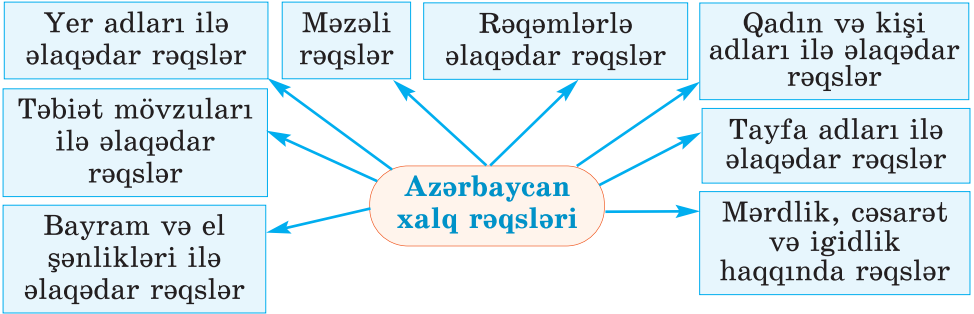 Yer adları ilə
əlaqədar rəqslər
Məzəli
rəqslər
Rəqəmlərlə
əlaqədar rəqslər
Qadın və kişi
adları ilə əlaqədar
rəqslər
Təbiət mövzuları
ilə əlaqədar
rəqslər
Tayfa adları ilə
əlaqədar rəqslər
Azərbaycan
xalq rəqsləri
Bayram və el
şənlikləri ilə
əlaqədar rəqslər
Mərdlik, cəsarət
və igidlik
haqqında rəqslər